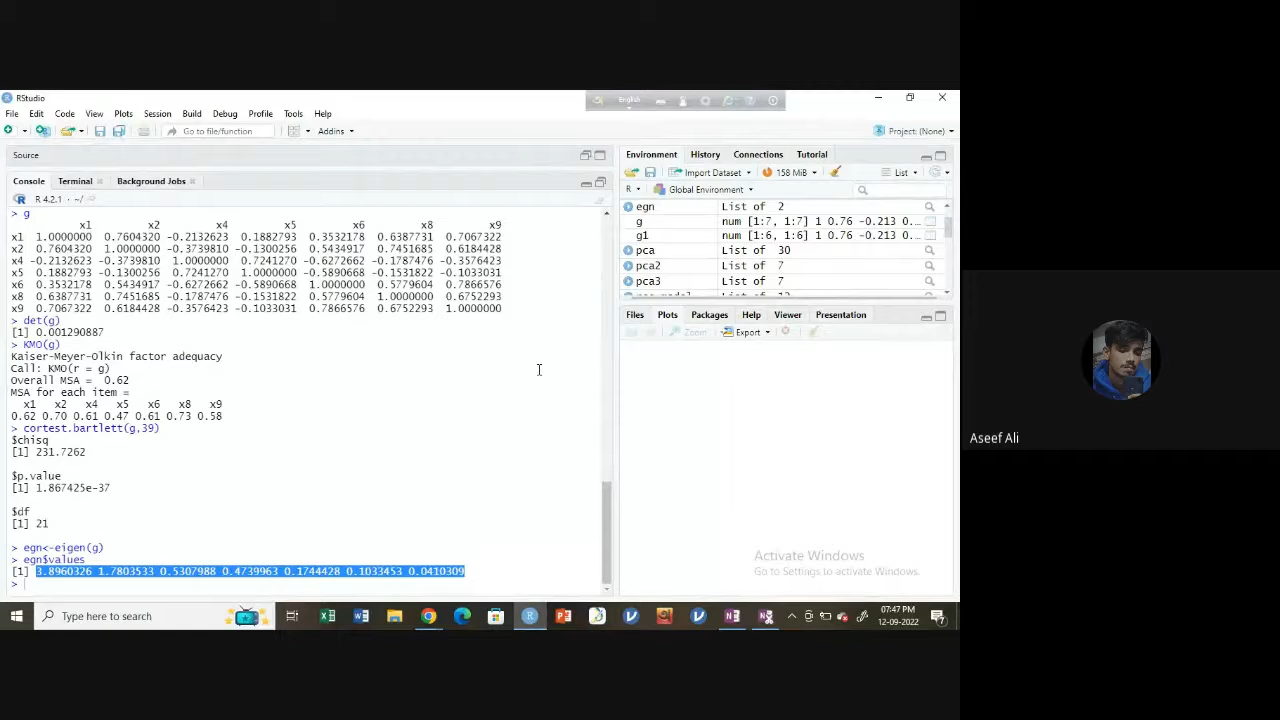 RStudio
English
File Edit Code View Plots Session Build Debug Profile Tools Help
Go to file/function Addins Project: (None)
Source
Console Terminal Background Jobs
R 4.2.1 · ~/
> g
x1 x2 x4 x5 x6 x8 x9
x1 1.0000000 0.7604320 -0.2132623 0.1882793 0.3532178 0.6387731 0.7067322
x2 0.7604320 1.0000000 -0.3739810 -0.1300256 0.5434917 0.7451685 0.6184428
x4 -0.2132623 -0.3739810 1.0000000 0.7241270 -0.6272662 -0.1787476 -0.3576423
x5 0.1882793 -0.1300256 0.7241270 1.0000000 -0.5890668 -0.1531822 -0.1033031
x6 0.3532178 0.5434917 -0.6272662 -0.5890668 1.0000000 0.5779604 0.7866576
x8 0.6387731 0.7451685 -0.1787476 -0.1531822 0.5779604 1.0000000 0.6752293
x9 0.7067322 0.6184428 -0.3576423 -0.1033031 0.7866576 0.6752293 1.0000000
> det(g)
[1] 0.001290887
> KMO(g)
Kaiser-Meyer-Olkin factor adequacy
Call: KMO(r = g)
Overall MSA = 0.62
MSA for each item =
x1 x2 x4 x5 x6 x8 x9
0.62 0.70 0.61 0.47 0.61 0.73 0.58
> cortest.bartlett(g,39)
$chisq
[1] 231.7262
$p.value
[1] 1.867425e-37
$df
[1] 21
> egn<-eigen(g)
> egn$values
[1] 3.8960326 1.7803533 0.5307988 0.4739963 0.1744428 0.1033453 0.0410309
>
Environment History Connections Tutorial
Import Dataset 158 MiB List
R Global Environment
egn List of 2
g num [1:7, 1:7] 1 0.76 -0.213 0...
g1 num [1:6, 1:6] 1 0.76 -0.213 0...
pca List of 30
pca2 List of 7
pca3 List of 7
Files Plots Packages Help Viewer Presentation
Zoom Export
Activate Windows
Go to Settings to activate Windows.
Type here to search
07:47 PM
12-09-2022
7
Aseef Ali